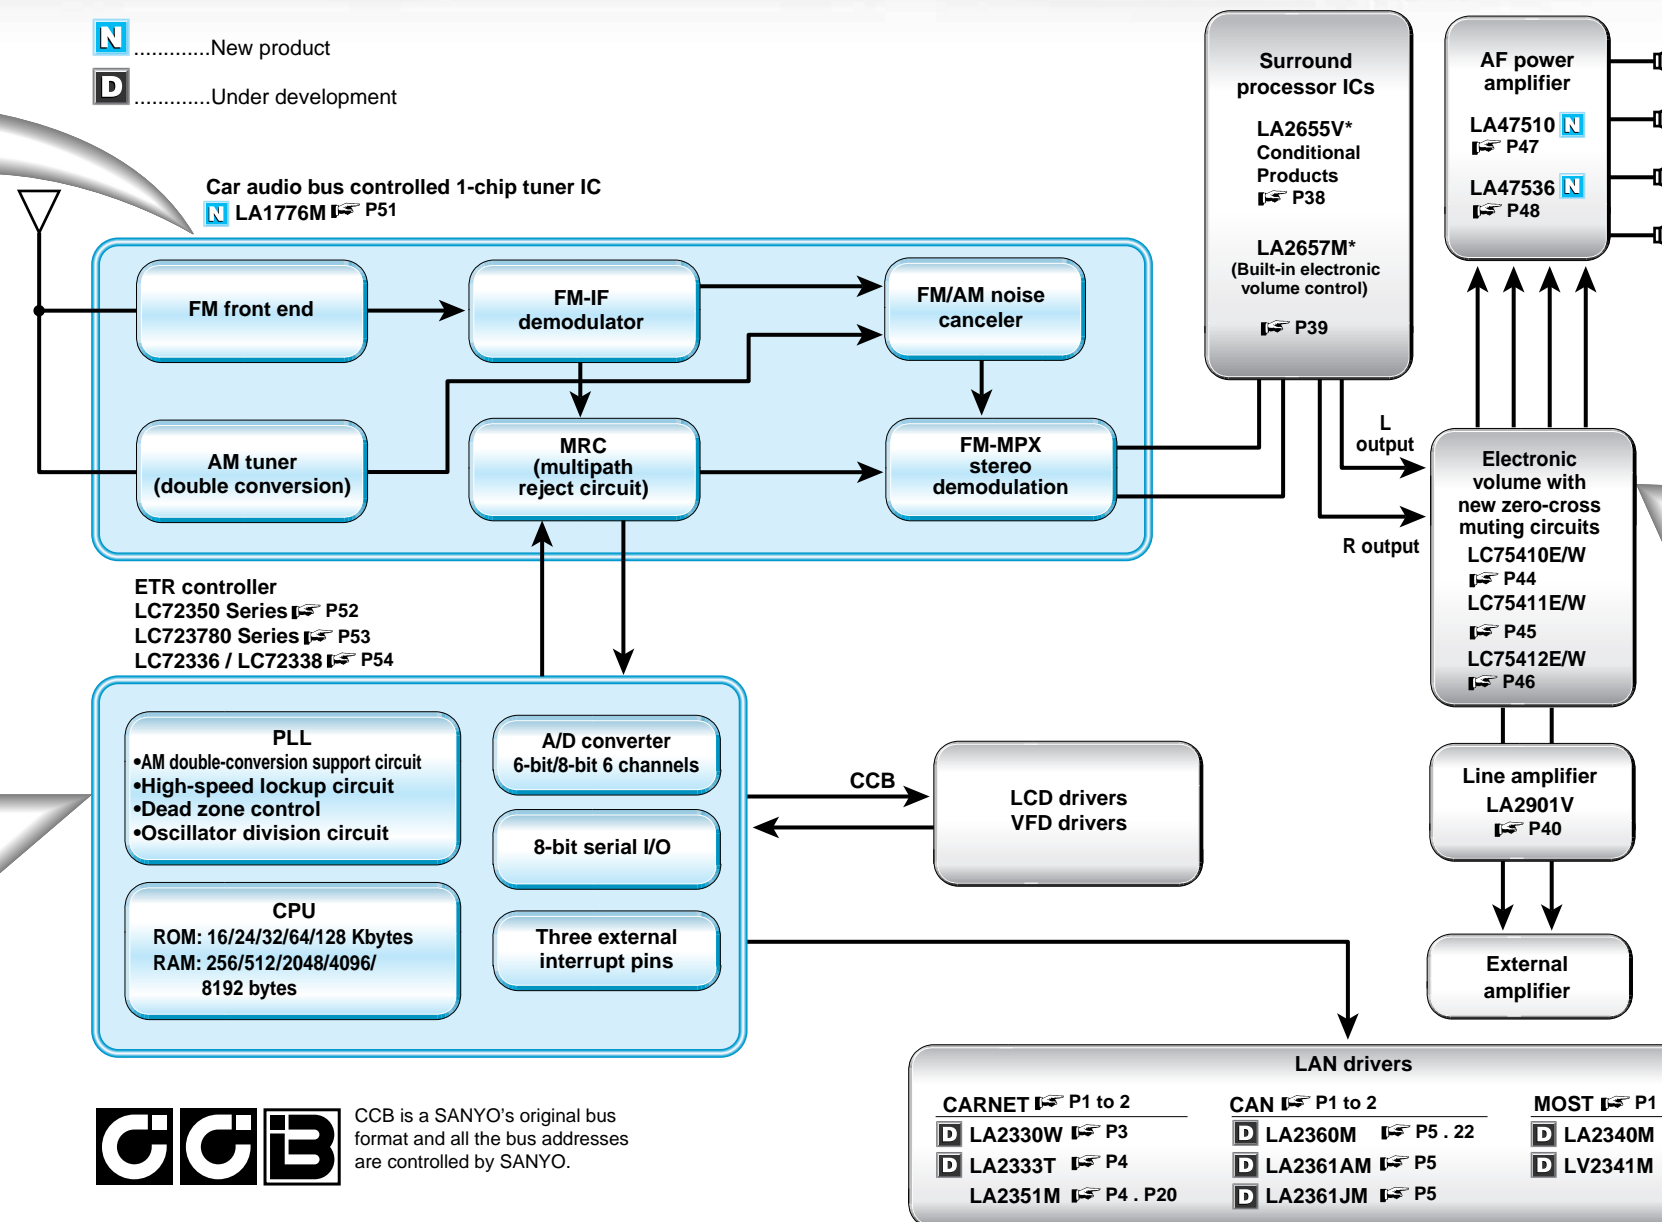 N .............New product
D .............Under development
Car audio bus controlled 1-chip tuner IC
N LA1776M ☞ P51
FM front end
FM-IF
demodulator
FM/AM noise
canceler
AM tuner
(double conversion)
MRC
(multipath
reject circuit)
FM-MPX
stereo
demodulation
Surround
processor ICs
LA2655V*
Conditional
Products
☞ P38
LA2657M*
(Built-in electronic
volume control)
☞ P39
AF power
amplifier
LA47510 N
☞ P47
LA47536 N
☞ P48
L
output
R output
Electronic
volume with
new zero-cross
muting circuits
LC75410E/W
☞ P44
LC75411E/W
☞ P45
LC75412E/W
☞ P46
Line amplifier
LA2901V
☞ P40
External
amplifier
ETR controller
LC72350 Series ☞ P52
LC723780 Series ☞ P53
LC72336 / LC72338 ☞ P54
PLL
•AM double-conversion support circuit
•High-speed lockup circuit
•Dead zone control
•Oscillator division circuit
CPU
ROM: 16/24/32/64/128 Kbytes
RAM: 256/512/2048/4096/
8192 bytes
A/D converter
6-bit/8-bit 6 channels
8-bit serial I/O
Three external
interrupt pins
CCB
LCD drivers
VFD drivers
LAN drivers
CARNET ☞ P1 to 2
D LA2330W ☞ P3
D LA2333T ☞ P4
LA2351M ☞ P4 . P20
CAN ☞ P1 to 2
D LA2360M ☞ P5 . 22
D LA2361AM ☞ P5
D LA2361JM ☞ P5
MOST ☞ P1
D LA2340M
D LV2341M
CCB
CCB is a SANYO's original bus
format and all the bus addresses
are controlled by SANYO.